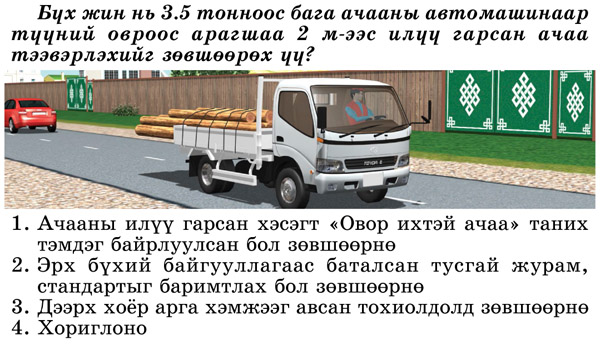 Бүх жин нь 3.5 тонноос бага ачааны автомашинаар
түүний овроос арагшаа 2 м-ээс илүү гарсан ачаа
тээвэрлэхийг зөвшөөрөх үү?
TOYOTA
1. Ачааны илүү гарсан хэсэгт «Овор ихтэй ачаа» таних
тэмдэг байрлуулсан бол зөвшөөрнө
2. Эрх бүхий байгууллагаас баталсан тусгай журам,
стандартыг баримтлах бол зөвшөөрнө
3. Дээрх хоёр арга хэмжээг авсан тохиолдолд зөвшөөрнө
4. Хориглоно